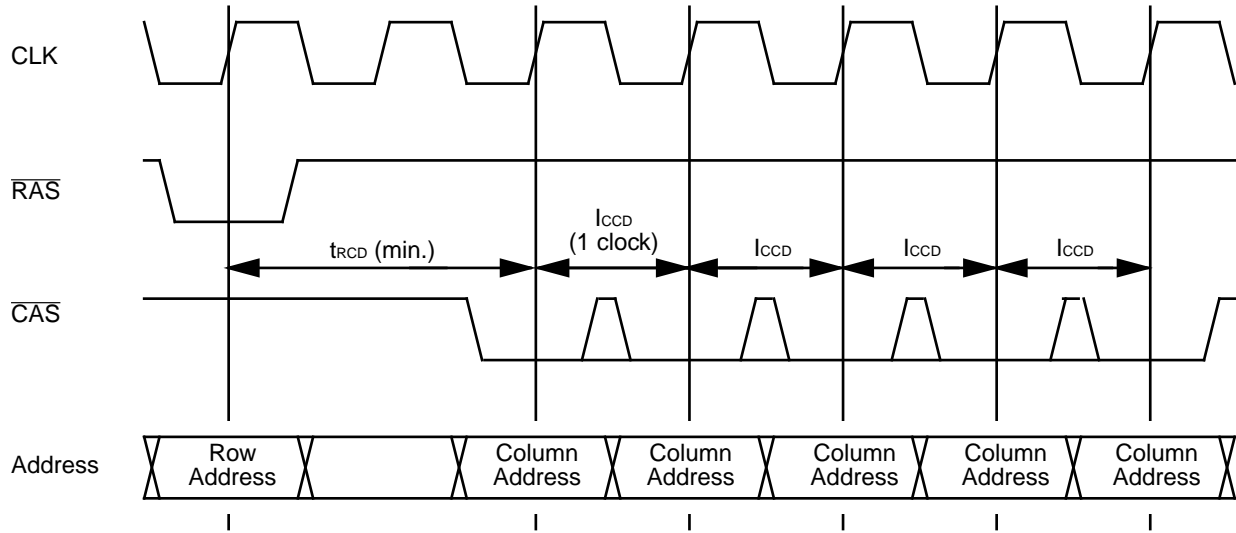 CLK
RAS
tRCD (min.)
ICCD
(1 clock)
ICCD
ICCD
ICCD
CAS
Address
Row
Address
Column
Address
Column
Address
Column
Address
Column
Address
Column
Address